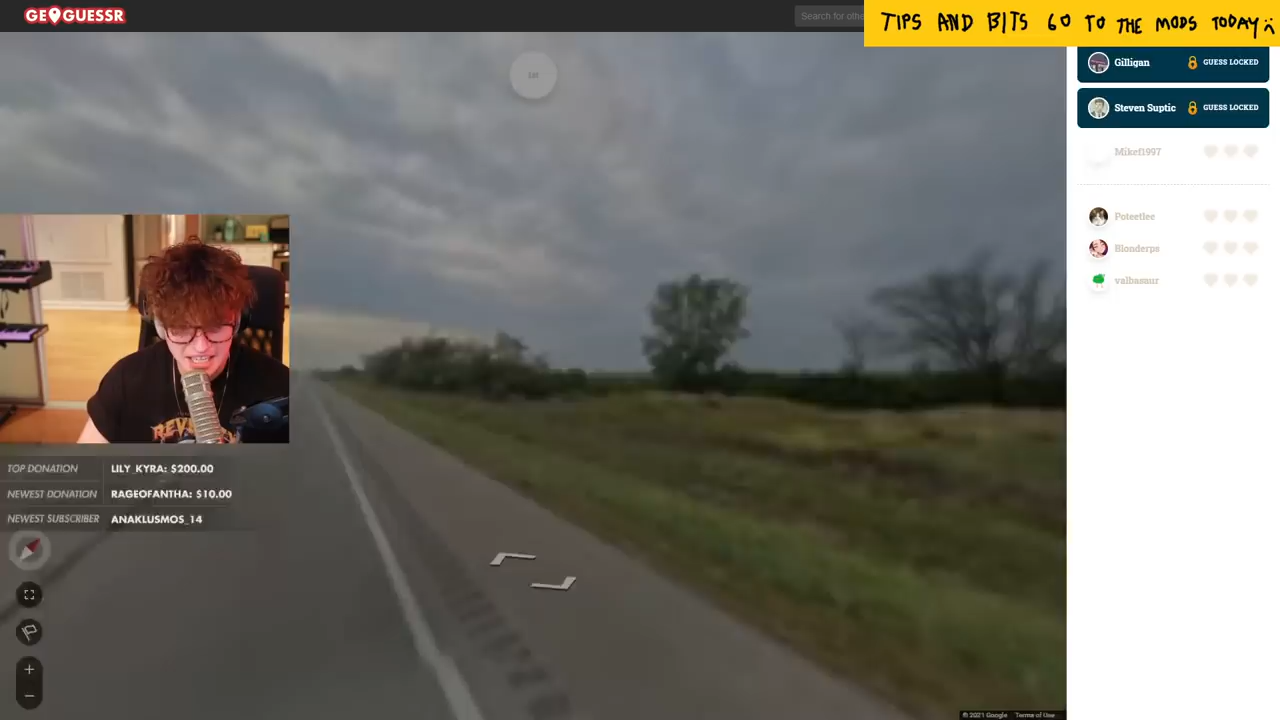 GEOGUESSR
Search for othe
TIPS AND BITS GO TO THE MODS TODAY
Gilligan
GUESS LOCKED
Steven Suptic
GUESS LOCKED
Mikef1997
Poteetlee
Blonderps
valbasaur
TOP DONATION LILY_KYRA: $200.00
NEWEST DONATION RAGEOFANTHA: $10.00
NEWEST SUBSCRIBER ANAKLUSMOS_14
© 2021 Google Terms of Use